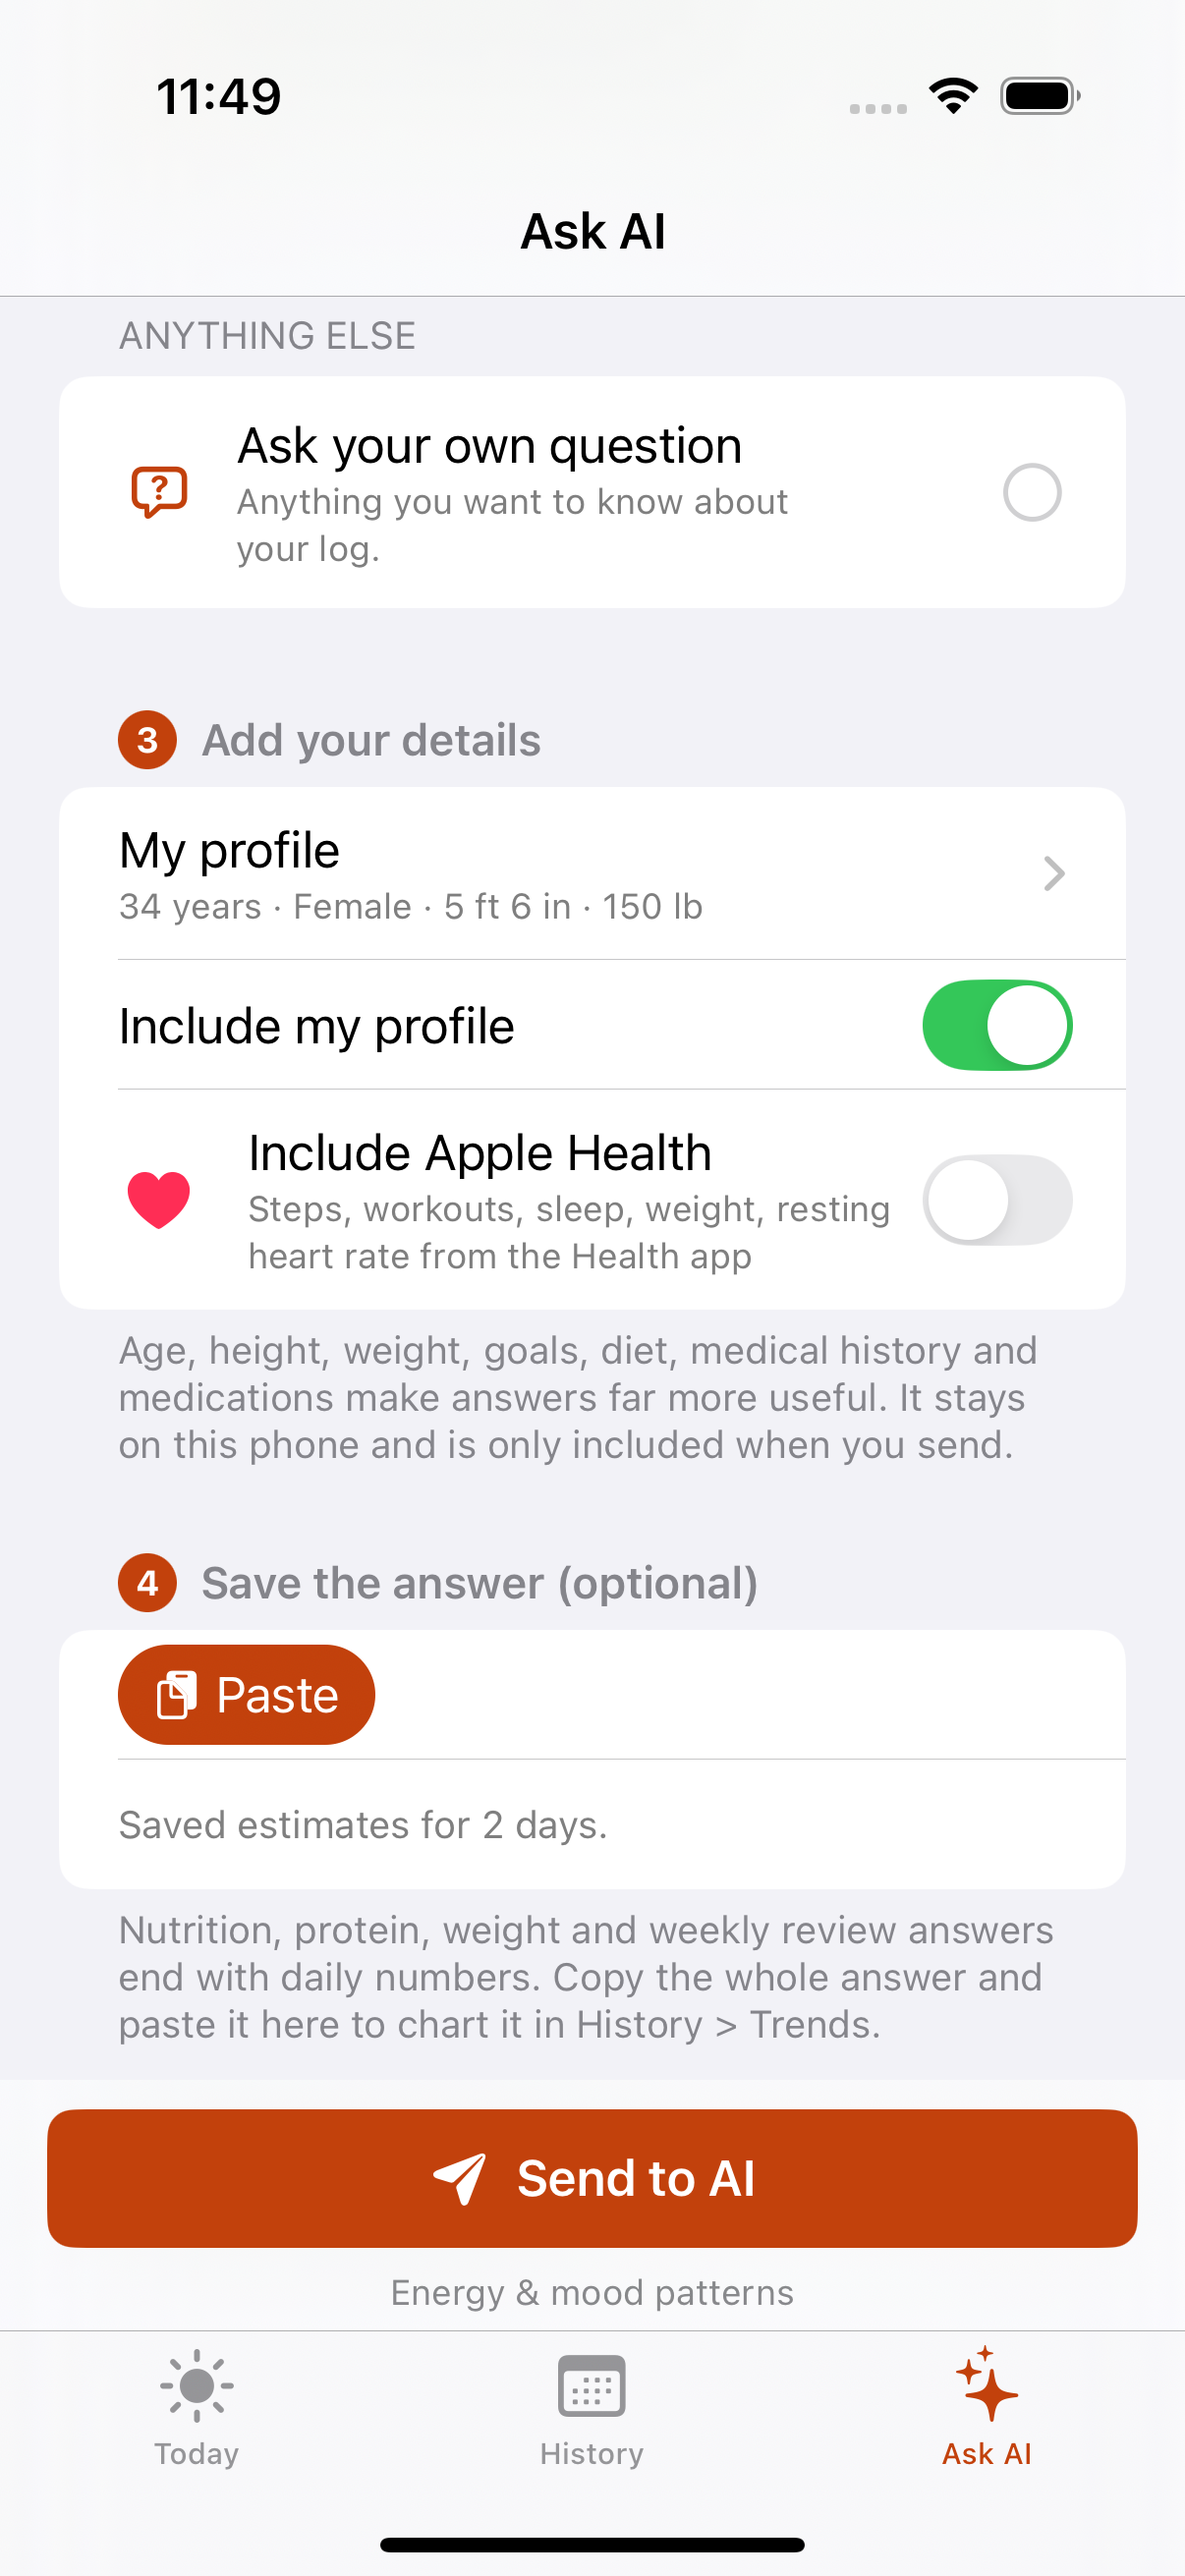 11:49
Ask AI
ANYTHING ELSE
Ask your own question
Anything you want to know about
your log.
3 Add your details
My profile
34 years · Female · 5 ft 6 in · 150 lb
Include my profile
Include Apple Health
Steps, workouts, sleep, weight, resting
heart rate from the Health app
Age, height, weight, goals, diet, medical history and
medications make answers far more useful. It stays
on this phone and is only included when you send.
4 Save the answer (optional)
Paste
Saved estimates for 2 days.
Nutrition, protein, weight and weekly review answers
end with daily numbers. Copy the whole answer and
paste it here to chart it in History > Trends.
Send to AI
Energy & mood patterns
Today
History
Ask AI